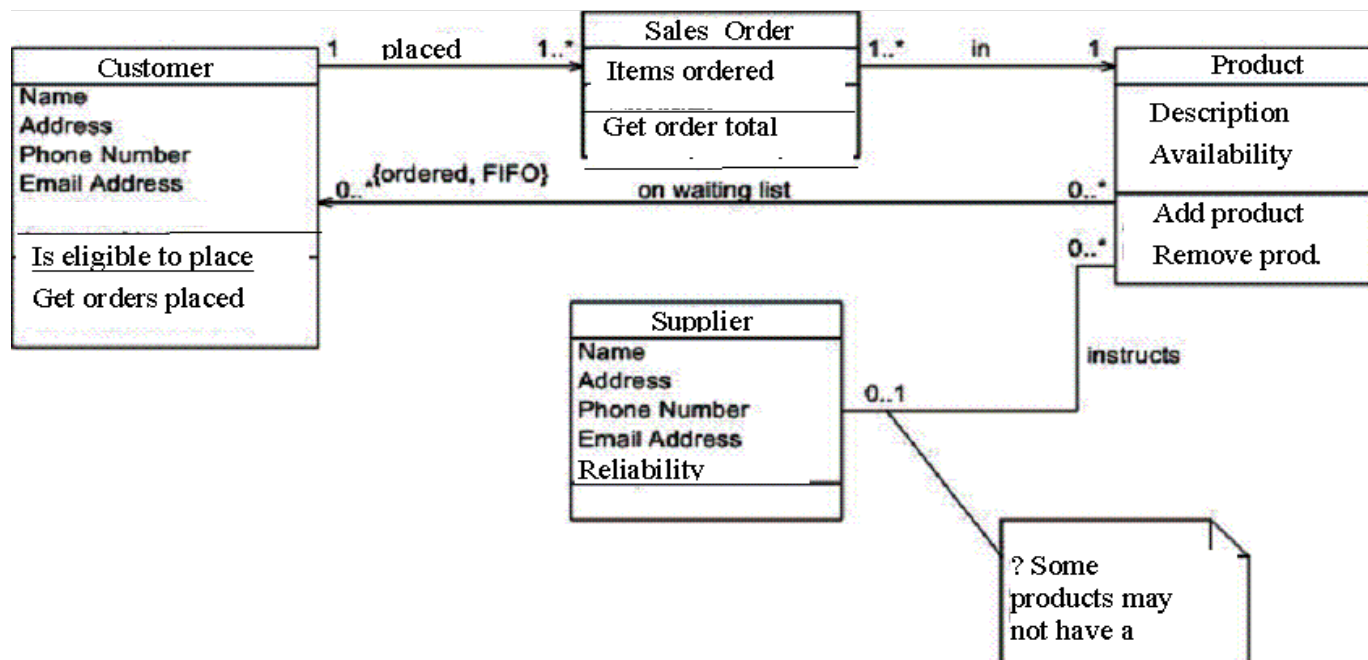 Customer
Name
Address
Phone Number
Email Address
Is eligible to place
Get orders placed
1 placed 1..*
Sales Order
Items ordered
Get order total
1..* in 1
Product
Description
Availability
Add product
Remove prod.
0..* {ordered, FIFO} on waiting list 0..*
0..*
instructs
0..1
Supplier
Name
Address
Phone Number
Email Address
Reliability
? Some
products may
not have a